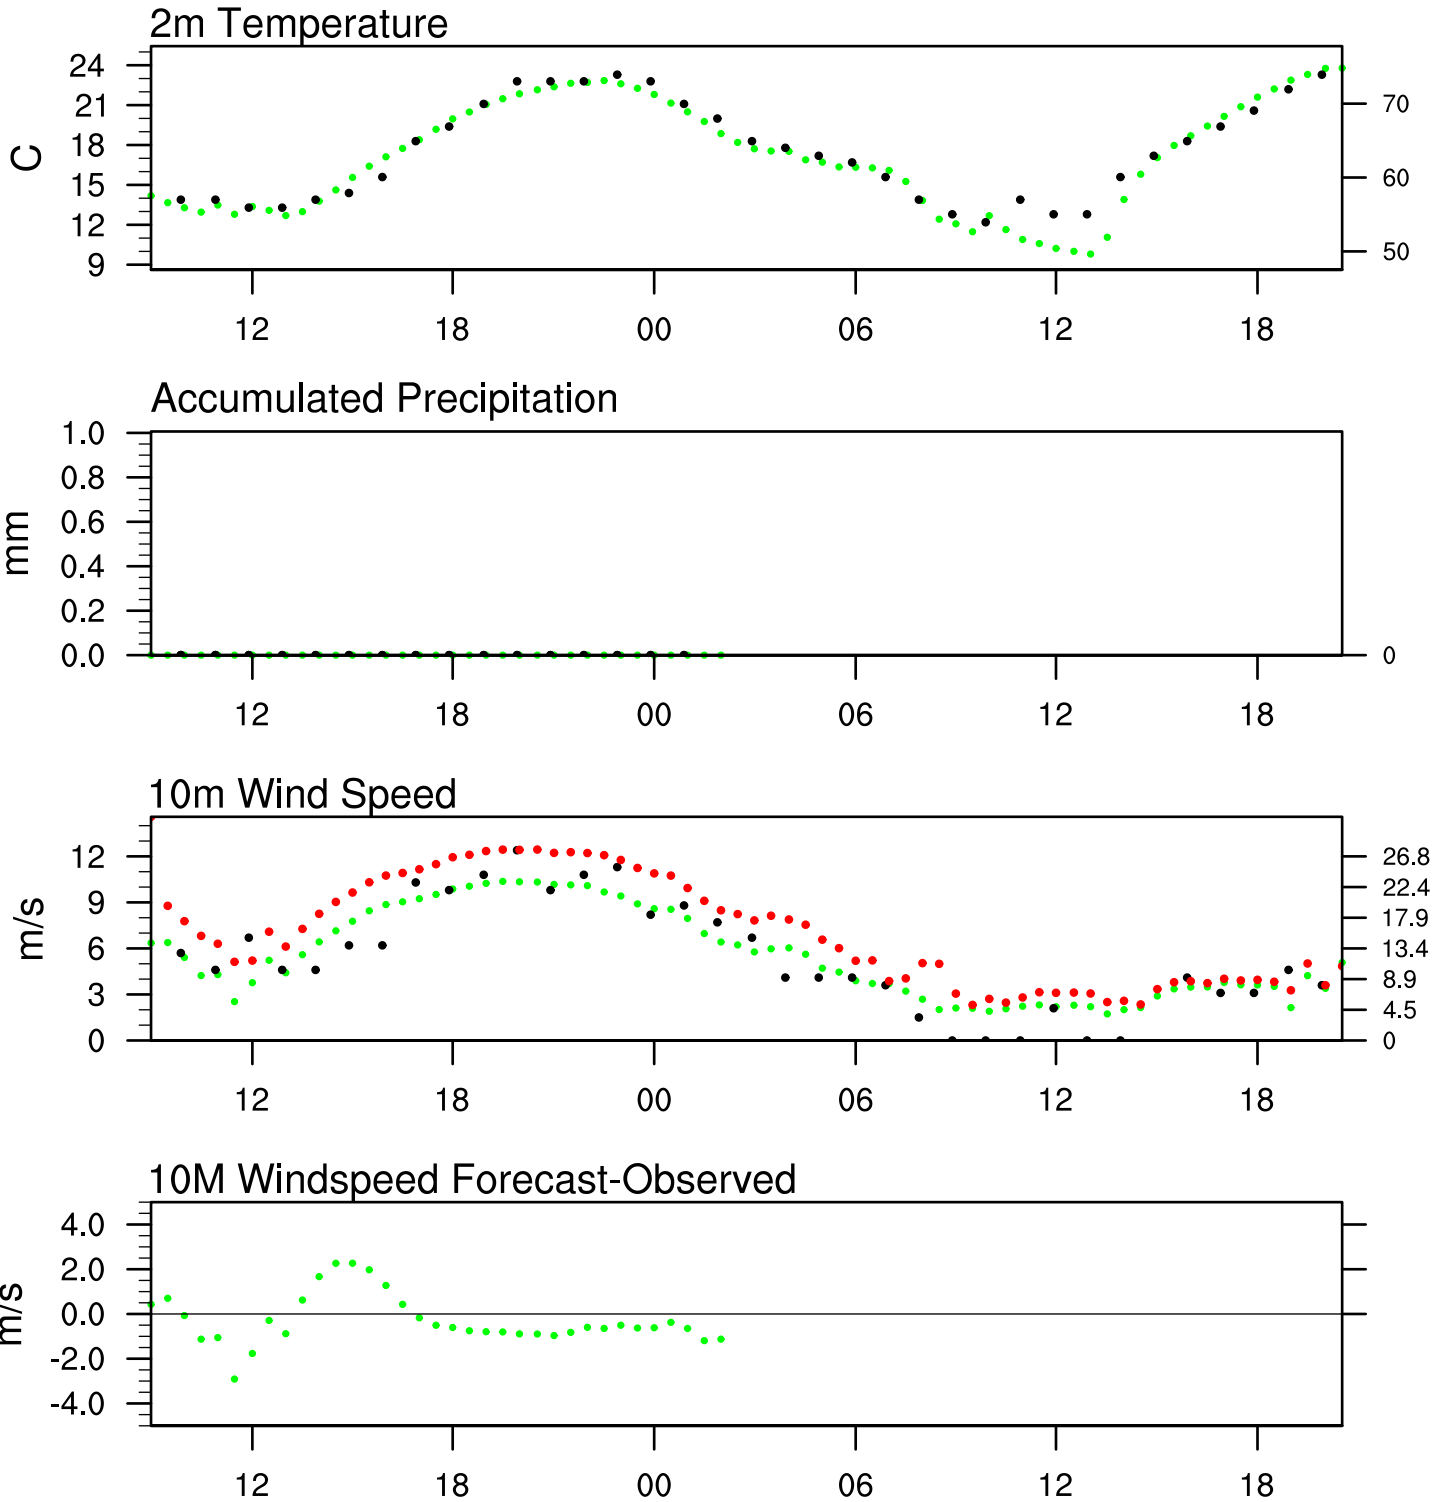 2m Temperature
24
21
18
15
12
9
C
70
60
50
12 18 00 06 12 18
Accumulated Precipitation
1.0
0.8
0.6
0.4
0.2
0.0
mm
0
12 18 00 06 12 18
10m Wind Speed
12
9
6
3
0
m/s
26.8
22.4
17.9
13.4
8.9
4.5
0
12 18 00 06 12 18
10M Windspeed Forecast-Observed
4.0
2.0
0.0
-2.0
-4.0
m/s
12 18 00 06 12 18